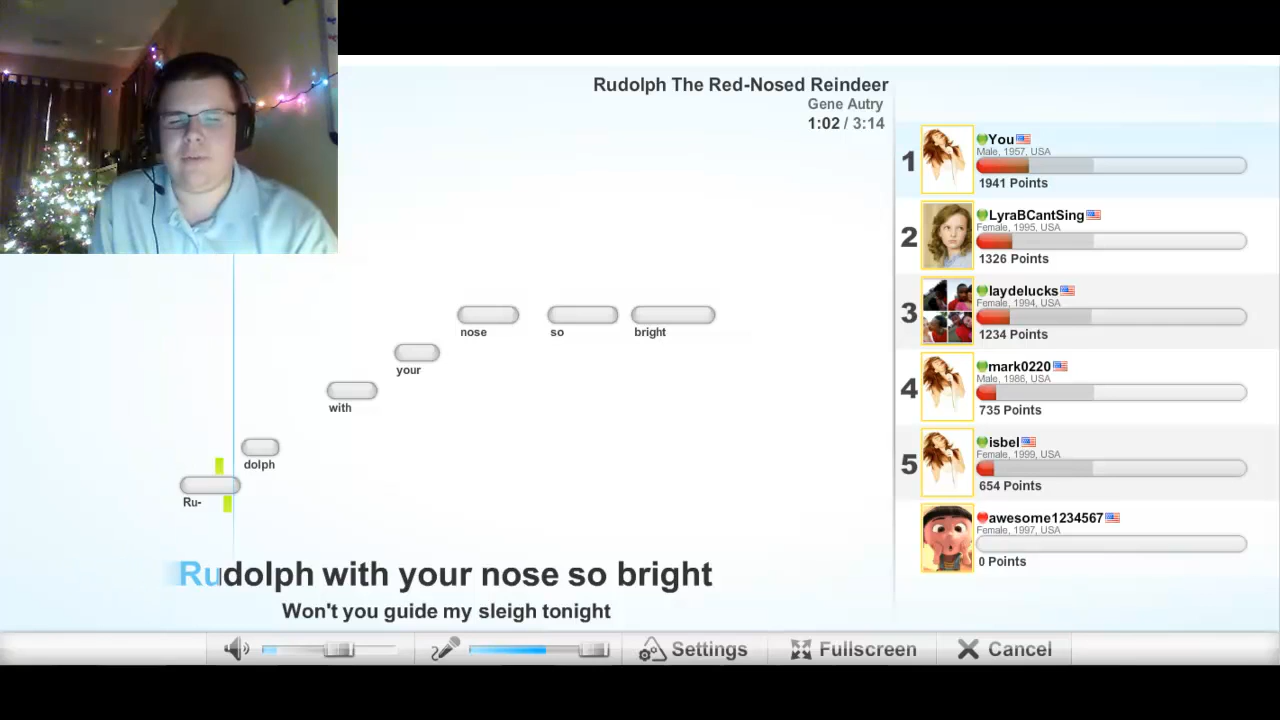 Rudolph The Red-Nosed Reindeer
Gene Autry
1:02 / 3:14
1
You
Male, 1957, USA
1941 Points
2
LyraBCantSing
Female, 1995, USA
1326 Points
3
laydelucks
Female, 1994, USA
1234 Points
4
mark0220
Male, 1986, USA
735 Points
5
isbel
Female, 1999, USA
654 Points
awesome1234567
Female, 1997, USA
0 Points
nose so bright
your
with
dolph
Ru-
Rudolph with your nose so bright
Won't you guide my sleigh tonight
Settings Fullscreen Cancel